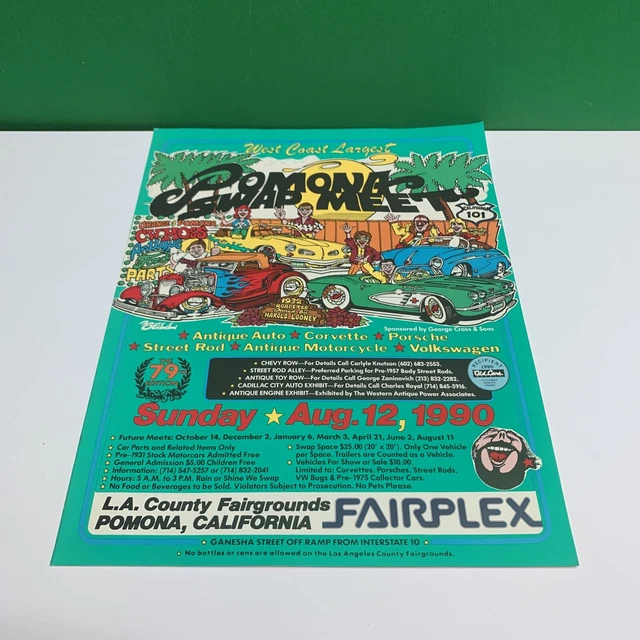 West Coast Largest
POMONA
SWAP MEET
101
PARTS
1932
ROADSTER
HAROLD LOONEY
Sponsored by George Cross & Sons
★ Antique Auto ★ Corvette ★ Porsche
★ Street Rod ★ Antique Motorcycle ★ Volkswagen
THE
79th
EDITION
• CHEVY ROW—For Details Call Carlyle Knutson (602) 483-2553.
• STREET ROD ALLEY—Preferred Parking for Pre-1957 Body Street Rods.
• ANTIQUE TOY ROW—For Details Call George Zaninovich (213) 832-2282.
• CADILLAC CITY AUTO EXHIBIT—For Details Call Charles Royal (714) 845-5916.
• ANTIQUE ENGINE EXHIBIT—Exhibited by The Western Antique Power Associates.
RECIPIENT
1990
Sunday ★ Aug. 12, 1990
• Future Meets: October 14, December 2, January 6, March 3, April 21, June 2, August 11
• Car Parts and Related Items Only
• Pre-1931 Stock Motorcars Admitted Free
• General Admission $5.00 Children Free
• Information: (714) 547-5257 or (714) 832-2041
• Hours: 5 A.M. to 3 P.M. Rain or Shine We Swap
• No Food or Beverages to be Sold. Violators Subject to Prosecution. No Pets Please.
• Swap Space $25.00 (20' x 20'). Only One Vehicle
per Space. Trailers are Counted as a Vehicle.
• Vehicles For Show or Sale $10.00.
Limited to: Corvettes, Porsches, Street Rods,
VW Bugs & Pre-1975 Collector Cars.
L.A. County Fairgrounds
POMONA, CALIFORNIA
FAIRPLEX
• GANESHA STREET OFF RAMP FROM INTERSTATE 10 •
• No bottles or cans are allowed on the Los Angeles County Fairgrounds.